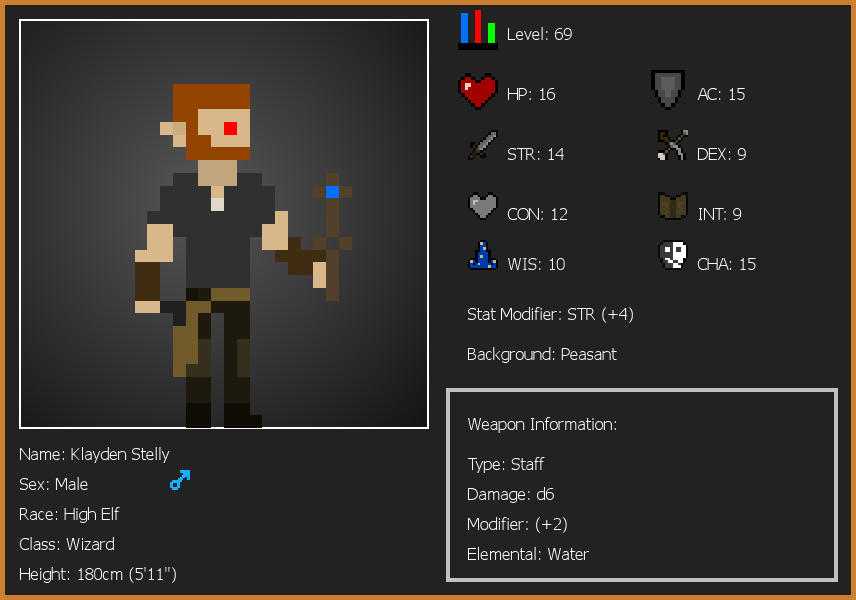 Level: 69
HP: 16
AC: 15
STR: 14
DEX: 9
CON: 12
INT: 9
WIS: 10
CHA: 15
Stat Modifier: STR (+4)
Background: Peasant
Weapon Information:
Type: Staff
Damage: d6
Modifier: (+2)
Elemental: Water
Name: Klayden Stelly
Sex: Male
Race: High Elf
Class: Wizard
Height: 180cm (5'11")